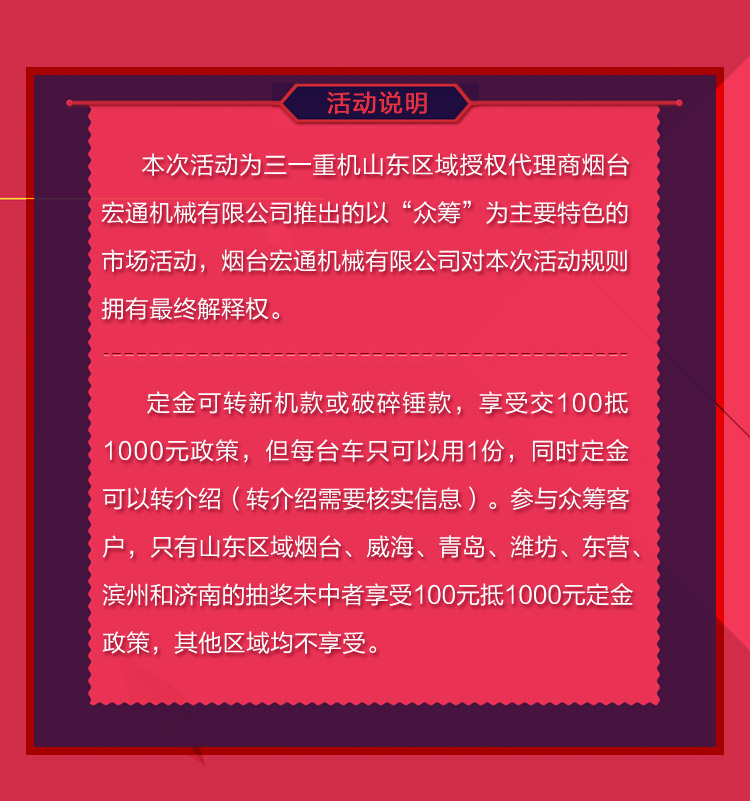 活动说明
本次活动为三一重机山东区域授权代理商烟台
宏通机械有限公司推出的以“众筹”为主要特色的
市场活动，烟台宏通机械有限公司对本次活动规则
拥有最终解释权。
定金可转新机款或破碎锤款，享受交100抵
1000元政策，但每台车只可以用1份，同时定金
可以转介绍（转介绍需要核实信息）。参与众筹客
户，只有山东区域烟台、威海、青岛、潍坊、东营、
滨州和济南的抽奖未中者享受100元抵1000元定金
政策，其他区域均不享受。